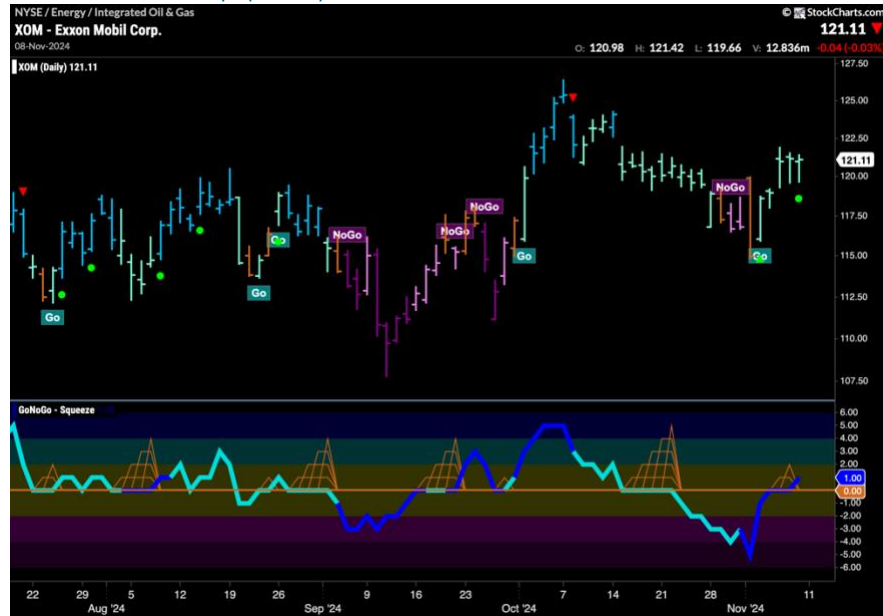 NYSE / Energy / Integrated Oil & Gas
© StockCharts.com
XOM - Exxon Mobil Corp.
121.11
08-Nov-2024
O: 120.98 H: 121.42 L: 119.66 V: 12.836m -0.04 (-0.03%)
XOM (Daily) 121.11
127.50
125.00
122.50
121.11
120.00
117.50
115.00
112.50
110.00
107.50
Go
Go
Go
NoGo
NoGo
NoGo
Go
NoGo
Go
GoNoGo - Squeeze
6.00
5.00
4.00
3.00
2.00
1.00
0.00
-1.00
-2.00
-3.00
-4.00
-5.00
-6.00
22 29 5 12 19 26 9 16 23 7 14 21 28 11
Aug '24 Sep '24 Oct '24 Nov '24